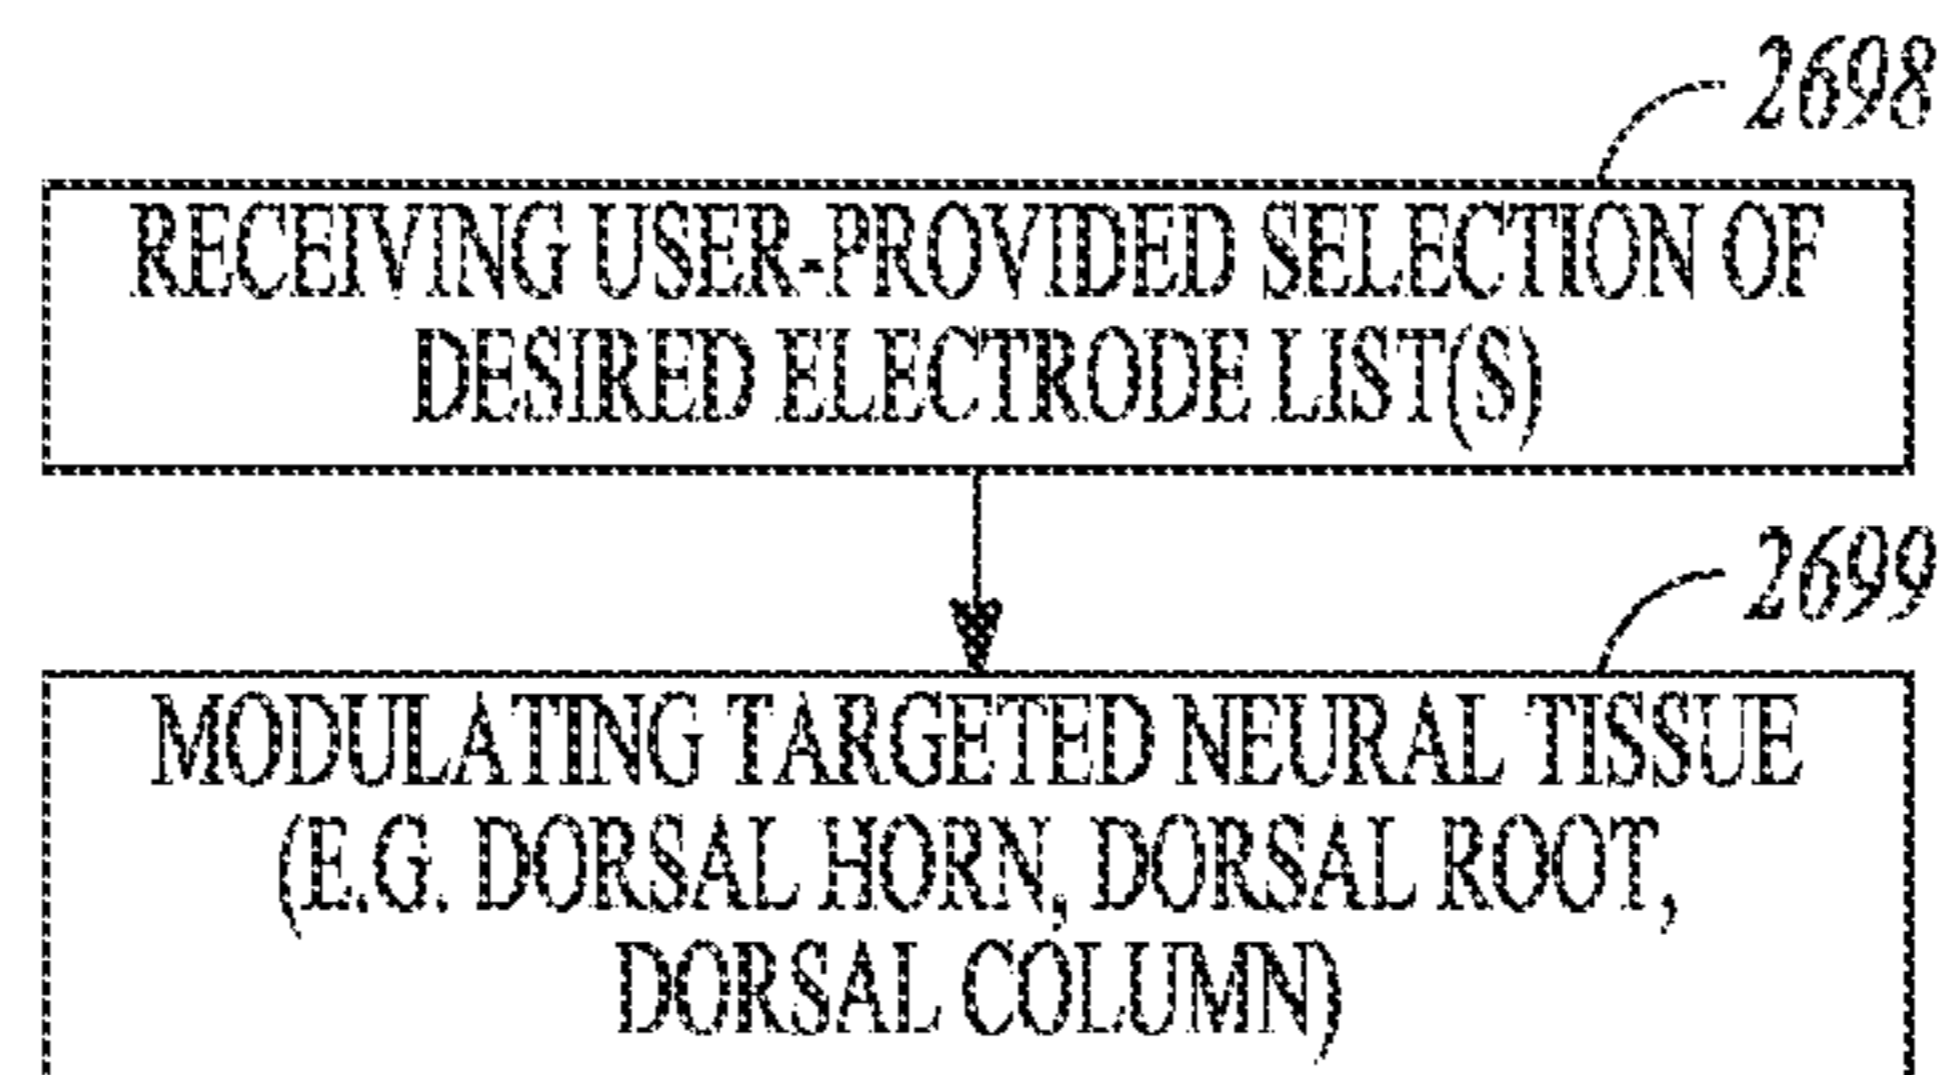 2698
RECEIVING USER-PROVIDED SELECTION OF
DESIRED ELECTRODE LIST(S)
2699
MODULATING TARGETED NEURAL TISSUE
(E.G. DORSAL HORN, DORSAL ROOT,
DORSAL COLUMN)